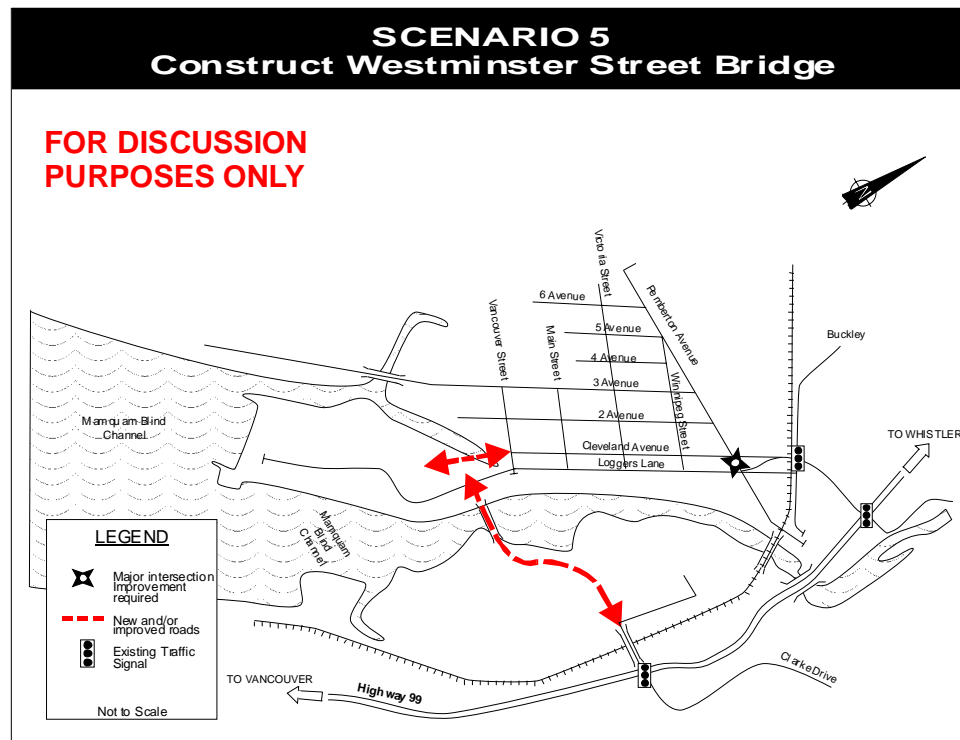 SCENARIO 5
Construct Westminster Street Bridge
FOR DISCUSSION
PURPOSES ONLY
N
Victoria Street
6 Avenue
Pemberton Avenue
Vancouver Street
Main Street
5 Avenue
Buckley
4 Avenue
3 Avenue
Winnipeg Street
2 Avenue
Mamquam Blind
Channel
TO WHISTLER
Cleveland Avenue
Loggers Lane
Mamquam
Blind
Channel
LEGEND
Major intersection
Improvement
required
New and/or
improved roads
Existing Traffic
Signal
Not to Scale
TO VANCOUVER
Highway 99
Clarke Drive